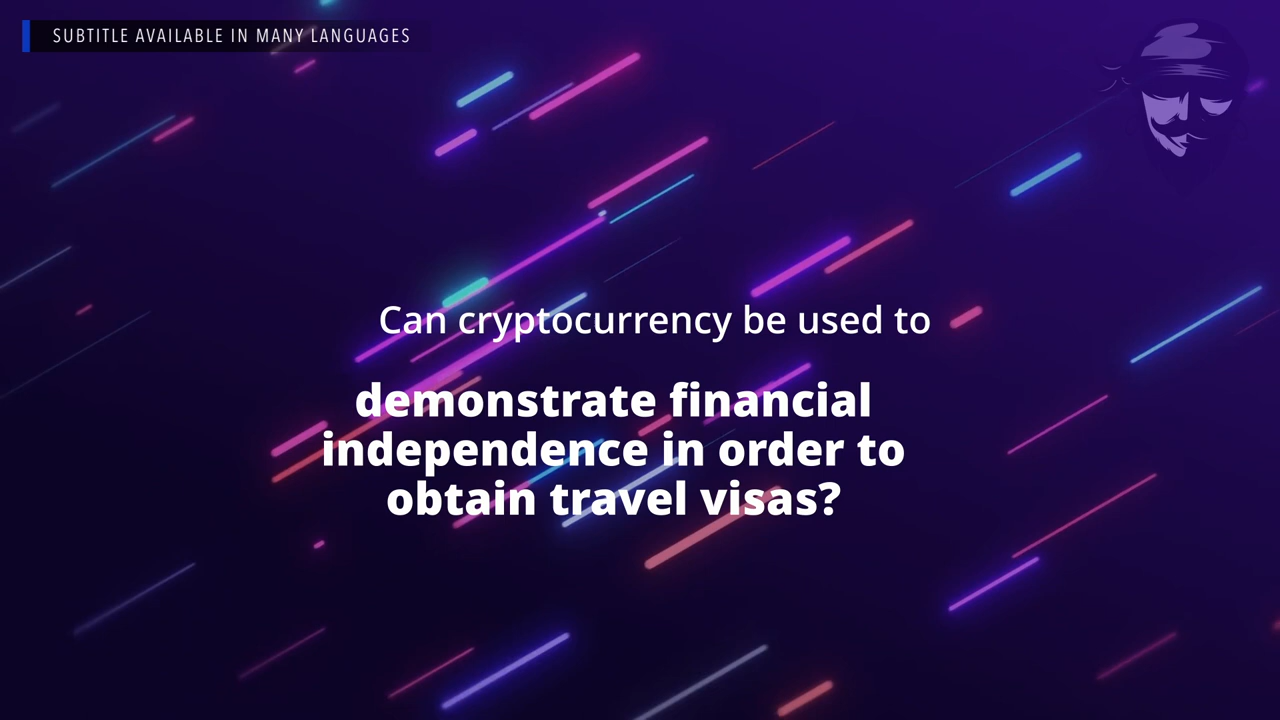 SUBTITLE AVAILABLE IN MANY LANGUAGES
Can cryptocurrency be used to
demonstrate financial
independence in order to
obtain travel visas?